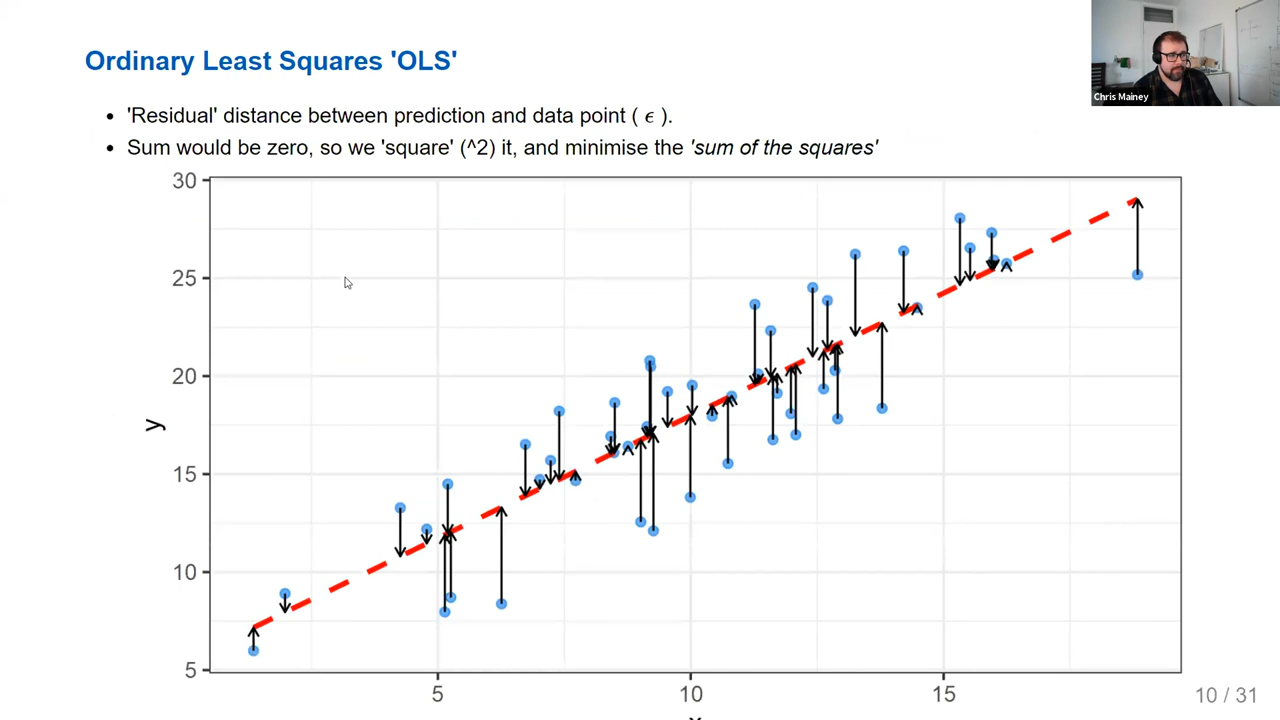 Ordinary Least Squares 'OLS'
Chris Mainey
• 'Residual' distance between prediction and data point ( ϵ ).
• Sum would be zero, so we 'square' (^2) it, and minimise the 'sum of the squares'
30
25
20
15
10
5
y
5 10 15
10 / 31